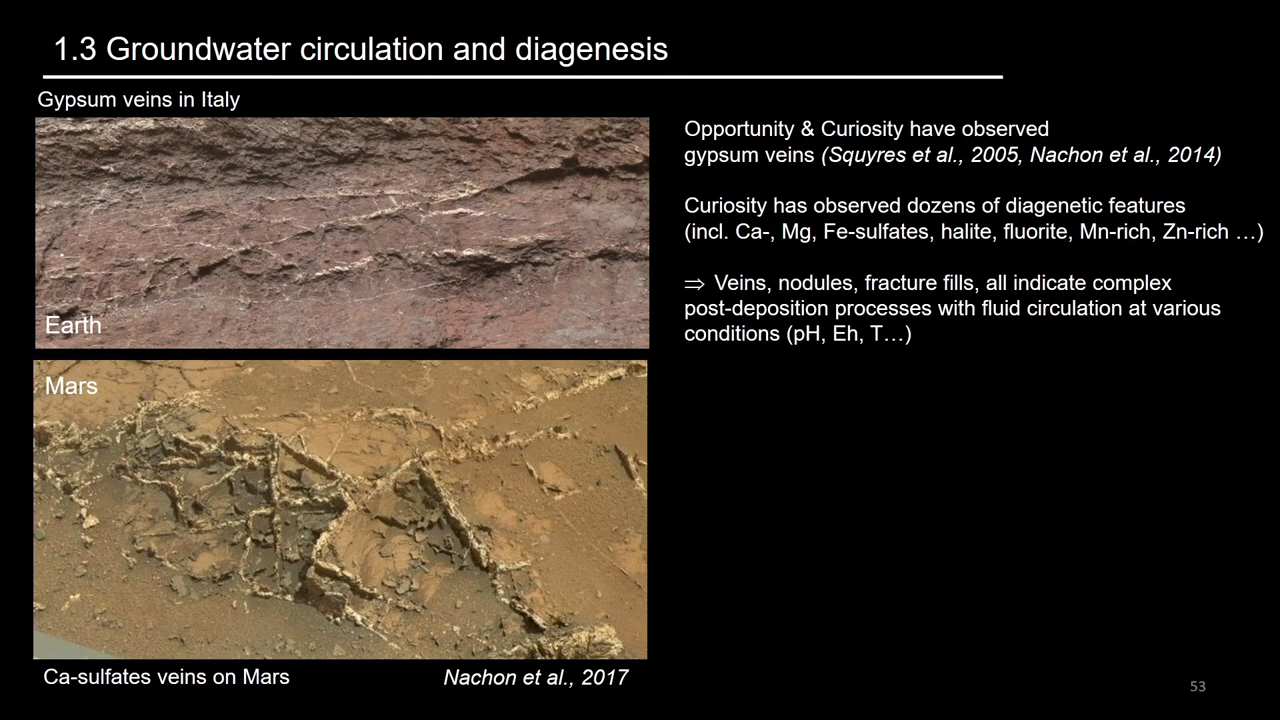 1.3 Groundwater circulation and diagenesis
Gypsum veins in Italy
Earth
Mars
Ca-sulfates veins on Mars
Nachon et al., 2017
Opportunity & Curiosity have observed
gypsum veins (Squyres et al., 2005, Nachon et al., 2014)
Curiosity has observed dozens of diagenetic features
(incl. Ca-, Mg, Fe-sulfates, halite, fluorite, Mn-rich, Zn-rich …)
⇒ Veins, nodules, fracture fills, all indicate complex
post-deposition processes with fluid circulation at various
conditions (pH, Eh, T…)
53